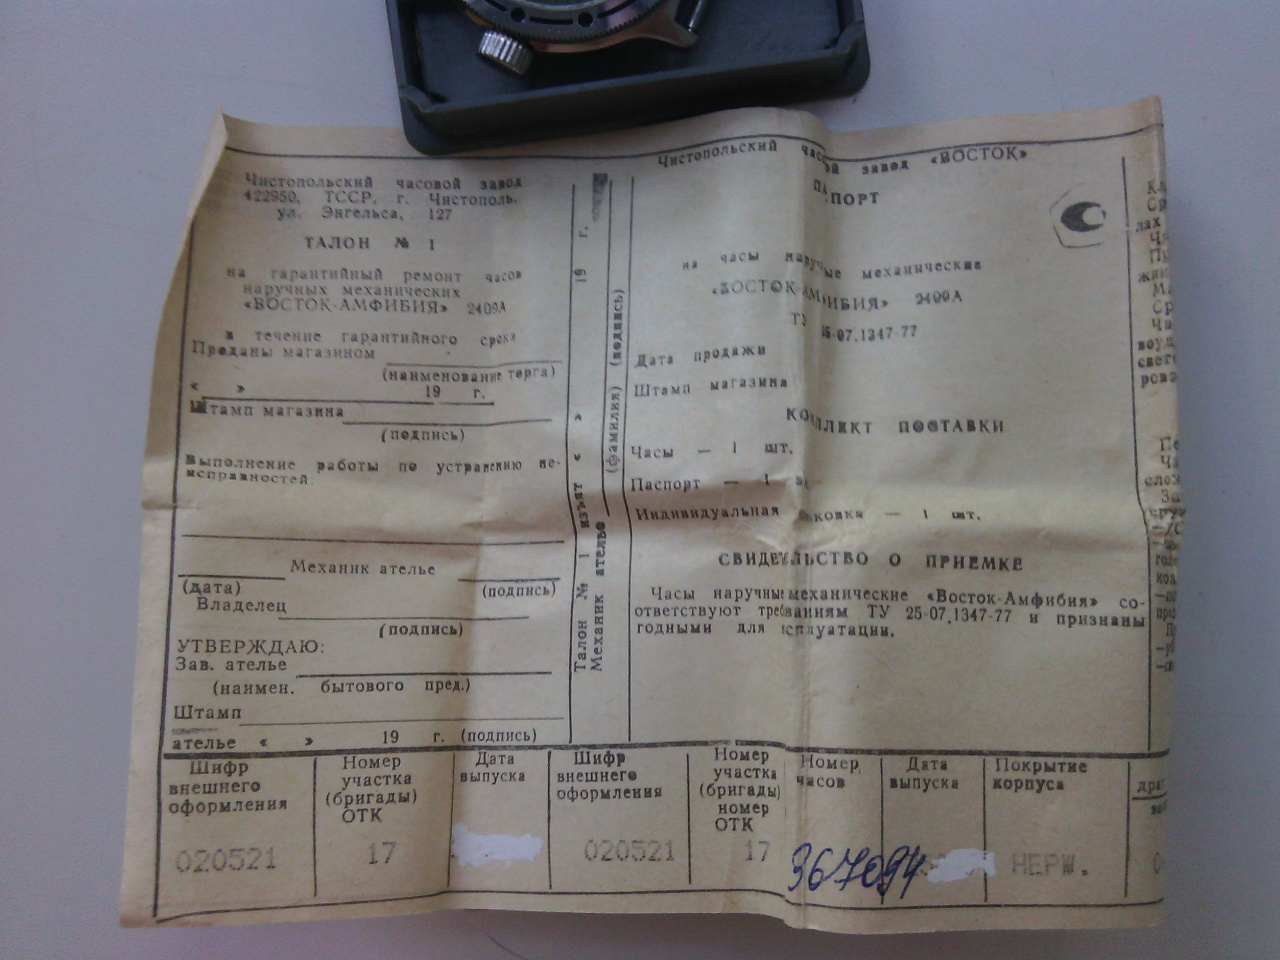 Чистопольский часовой завод
422950, ТССР, г. Чистополь,
ул. Энгельса, 127
ТАЛОН № 1
на гарантийный ремонт часов
наручных механических
«ВОСТОК-АМФИБИЯ» 2409А
в течение гарантийного срока
Проданы магазином
(наименование торга)
« » 19 г.
Штамп магазина
(подпись)
Выполнение работы по устранению не-
исправностей:
Механик ателье
(дата) (подпись)
Владелец
(подпись)
УТВЕРЖДАЮ:
Зав. ателье
(наимен. бытового пред.)
Штамп
ателье « » 19 г. (подпись)
Талон № 1 изъят « » 19 г.
Механик ателье
(фамилия) (подпись)
Чистопольский часовой завод «ВОСТОК»
ПАСПОРТ
на часы наручные механические
«ВОСТОК-АМФИБИЯ» 2409А
ТУ 25-07.1347-77
Дата продажи
Штамп магазина
КОМПЛЕКТ ПОСТАВКИ
Часы — 1 шт.
Паспорт — 1
Индивидуальная — 1 шт.
СВИДЕТЕЛЬСТВО О ПРИЕМКЕ
Часы наручные механические «Восток-Амфибия» со-
ответствуют требованиям ТУ 25-07.1347-77 и признаны
годными для эксплуатации.
Шифр внешнего оформления
Номер участка (бригады) ОТК
Дата выпуска
Шифр внешнего оформления
Номер участка (бригады) номер ОТК
Номер часов
Дата выпуска
Покрытие корпуса
020521 17 020521 17 367094 НЕРЖ.